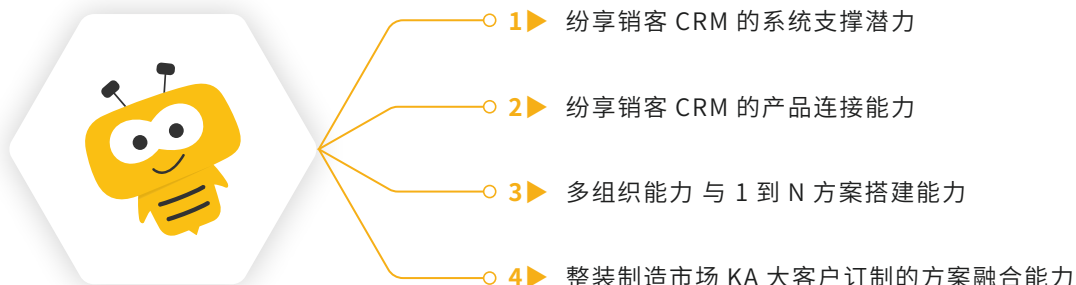 1 纷享销客 CRM 的系统支撑潜力
2 纷享销客 CRM 的产品连接能力
3 多组织能力 与 1 到 N 方案搭建能力
4 整装制造市场 KA 大客户订制的方案融合能力